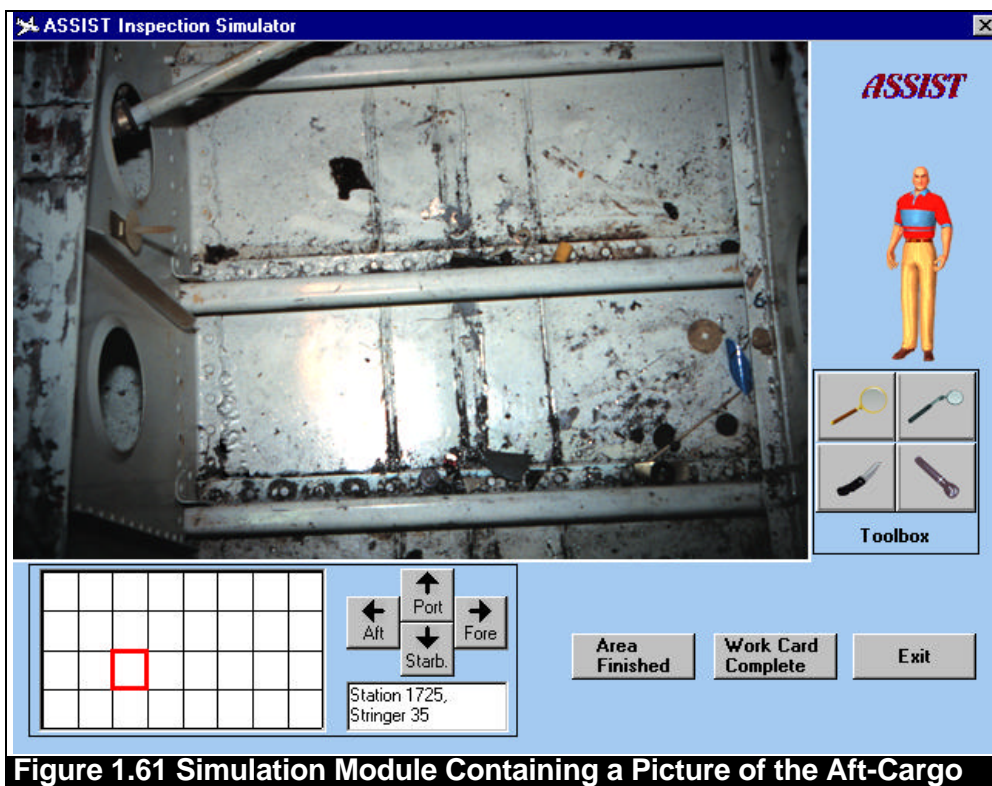 ASSIST Inspection Simulator
ASSIST
6
Toolbox
Port
Aft
Fore
Starb.
Station 1725,
Stringer 35
Area
Finished
Work Card
Complete
Exit
Figure 1.61 Simulation Module Containing a Picture of the Aft-Cargo